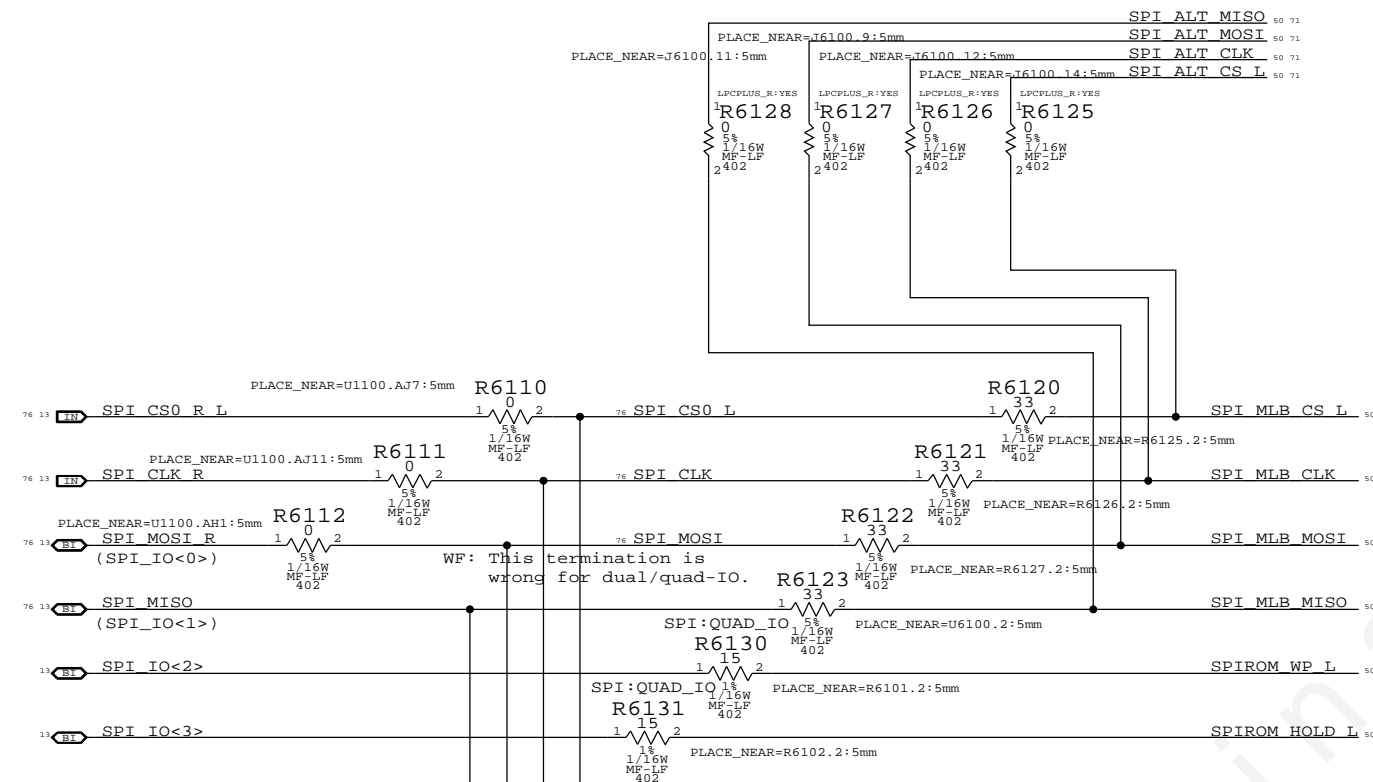 SPI_ALT_MISO 50 71
PLACE_NEAR=J6100.9:5mm SPI_ALT_MOSI 50 71
PLACE_NEAR=J6100.11:5mm PLACE_NEAR=J6100.12:5mm SPI_ALT_CLK 50 71
PLACE_NEAR=J6100.14:5mm SPI_ALT_CS_L 50 71
LPCPLUS_R:YES LPCPLUS_R:YES LPCPLUS_R:YES LPCPLUS_R:YES
1 R6128 1 R6127 1 R6126 1 R6125
0 0 0 0
5% 5% 5% 5%
1/16W 1/16W 1/16W 1/16W
MF-LF MF-LF MF-LF MF-LF
2 402 2 402 2 402 2 402
PLACE_NEAR=U1100.AJ7:5mm R6110 R6120
76 13 IN SPI_CS0_R_L 1 0 2 76 SPI_CS0_L 1 33 2 SPI_MLB_CS_L 50
5% 5%
1/16W 1/16W PLACE_NEAR=R6125.2:5mm
MF-LF MF-LF
402 402
PLACE_NEAR=U1100.AJ11:5mm R6111 R6121
76 13 IN SPI_CLK_R 1 0 2 76 SPI_CLK 1 33 2 SPI_MLB_CLK 50
5% 5%
1/16W 1/16W PLACE_NEAR=R6126.2:5mm
MF-LF MF-LF
402 402
PLACE_NEAR=U1100.AH1:5mm R6112 R6122
76 13 BI SPI_MOSI_R 1 0 2 76 SPI_MOSI 1 33 2 SPI_MLB_MOSI 50
(SPI_IO<0>) 5% WF: This termination is 5%
1/16W wrong for dual/quad-IO. 1/16W PLACE_NEAR=R6127.2:5mm
MF-LF MF-LF
402 402
R6123
76 13 BI SPI_MISO 1 33 2 SPI_MLB_MISO 50
(SPI_IO<1>) SPI:QUAD_IO 5% PLACE_NEAR=U6100.2:5mm
1/16W
MF-LF
402
R6130
13 BI SPI_IO<2> 1 15 2 SPIROM_WP_L 50
SPI:QUAD_IO 1% PLACE_NEAR=R6101.2:5mm
1/16W
MF-LF
402
R6131
13 BI SPI_IO<3> 1 15 2 SPIROM_HOLD_L 50
1% PLACE_NEAR=R6102.2:5mm
1/16W
MF-LF
402